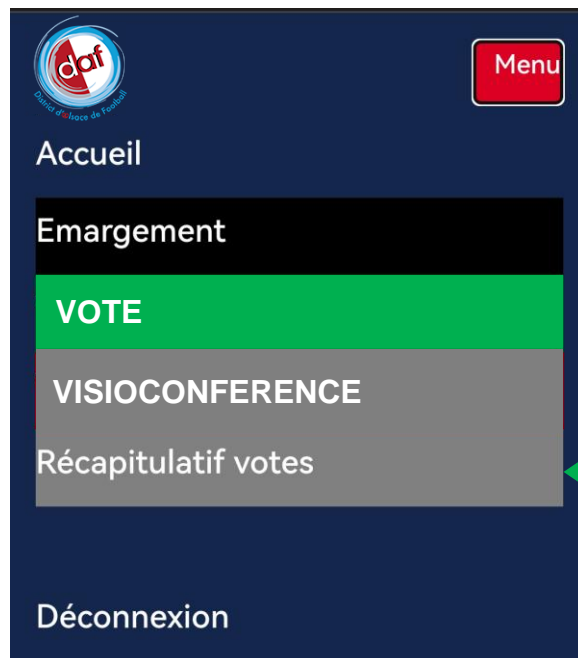 daf
District d'alsace de Football
Menu
Accueil
Emargement
VOTE
VISIOCONFERENCE
Récapitulatif votes
Déconnexion